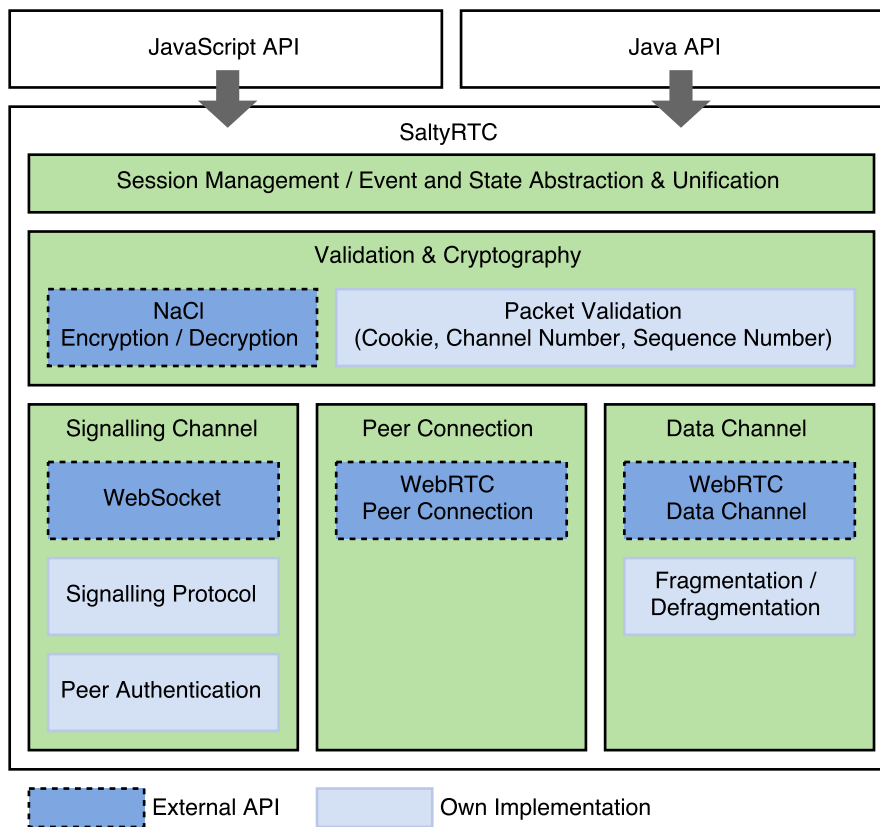 JavaScript API
Java API
SaltyRTC
Session Management / Event and State Abstraction & Unification
Validation & Cryptography
NaCl
Encryption / Decryption
Packet Validation
(Cookie, Channel Number, Sequence Number)
Signalling Channel
WebSocket
Signalling Protocol
Peer Authentication
Peer Connection
WebRTC
Peer Connection
Data Channel
WebRTC
Data Channel
Fragmentation /
Defragmentation
External API
Own Implementation